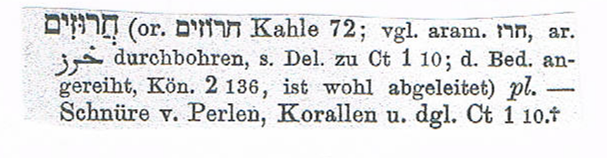 חֲרוּזִים (or. חרוזים Kahle 72; vgl. aram. חרז, ar.
خرز durchbohren, s. Del. zu Ct 1 10; d. Bed. an-
gereiht, Kön. 2 136, ist wohl abgeleitet) pl. —
Schnüre v. Perlen, Korallen u. dgl. Ct 1 10.†